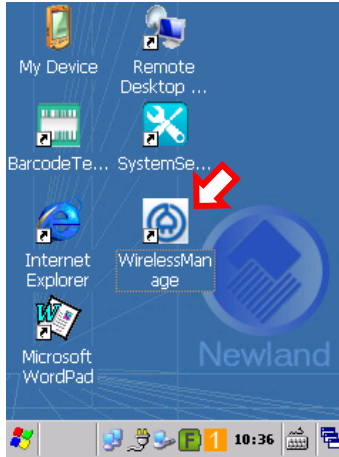 My Device
Remote
Desktop ...
BarcodeTe...
SystemSe...
Internet
Explorer
WirelessMan
age
Microsoft
WordPad
Newland
F
1
10:36